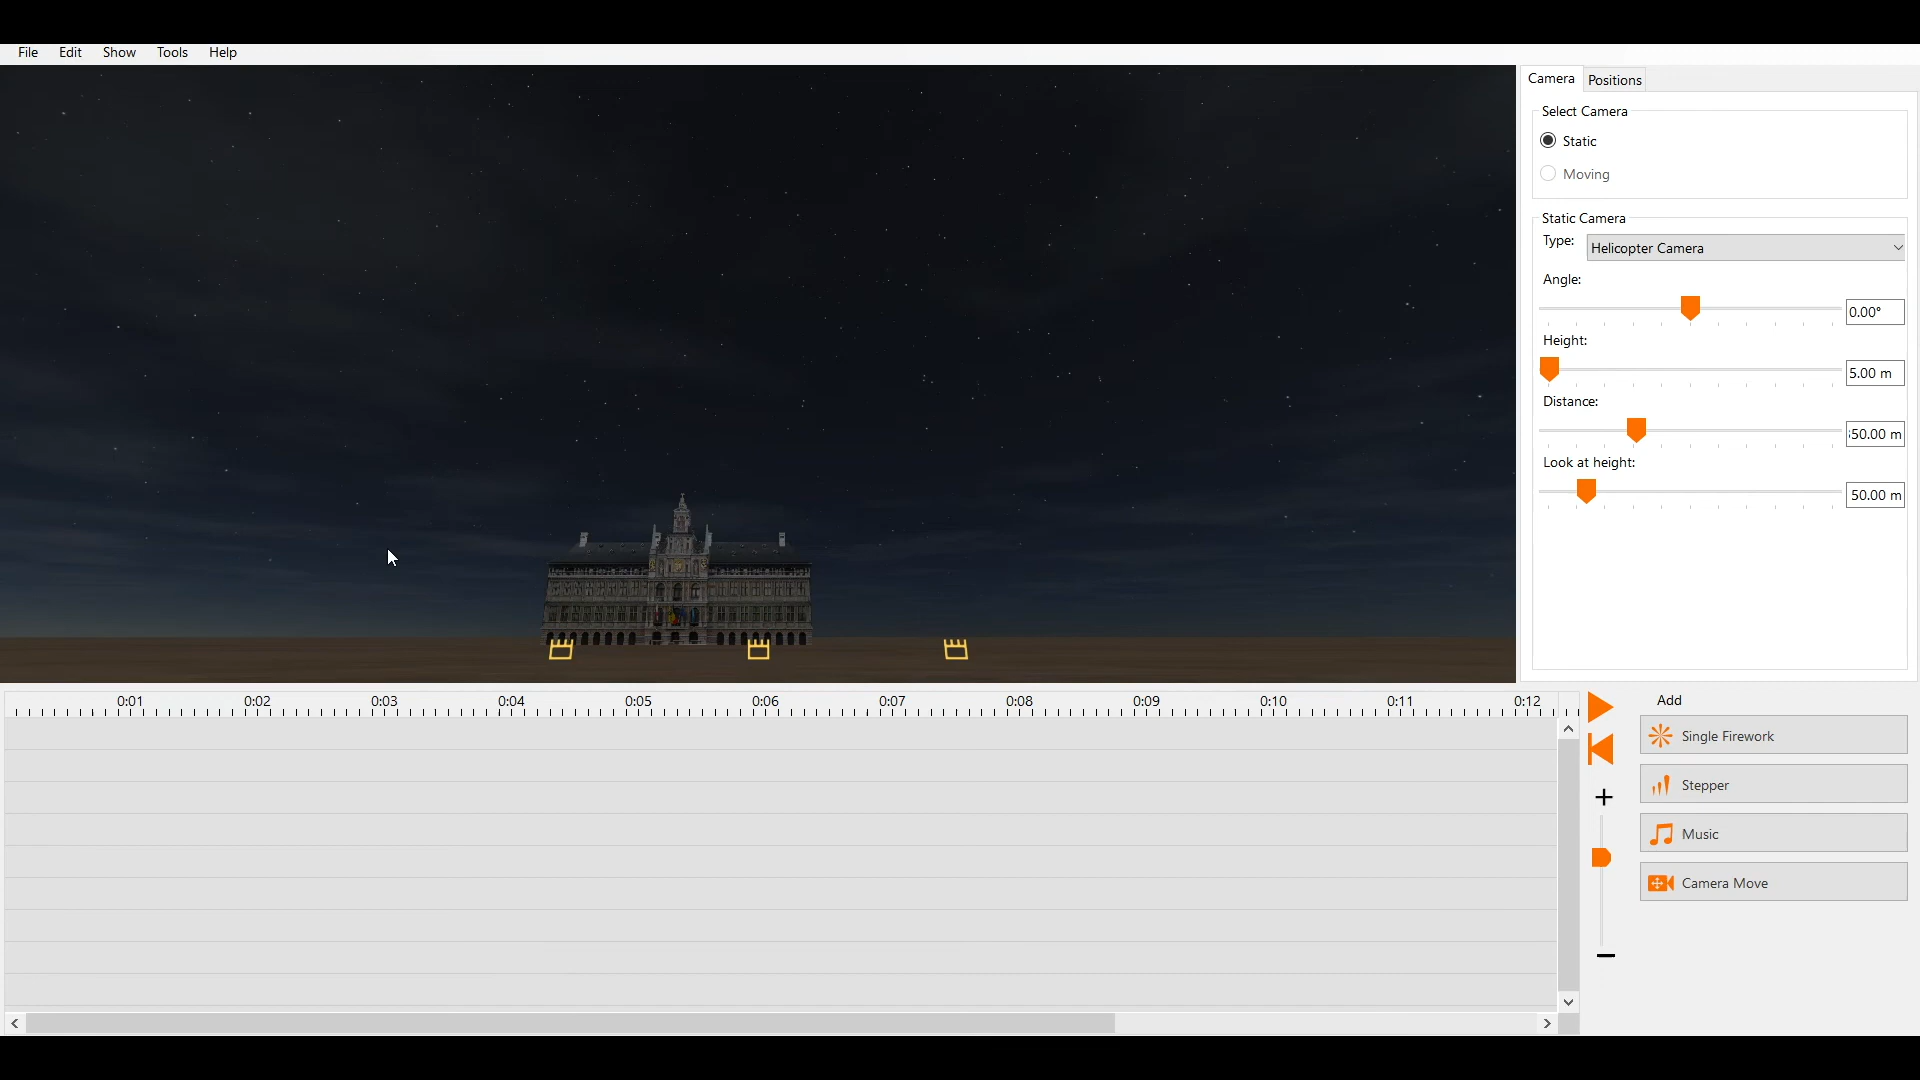 File Edit Show Tools Help
Camera Positions
Select Camera
Static
Moving
Static Camera
Type: Helicopter Camera
Angle:
0.00°
Height:
5.00 m
Distance:
50.00 m
Look at height:
50.00 m
0:01 0:02 0:03 0:04 0:05 0:06 0:07 0:08 0:09 0:10 0:11 0:12
Add
Single Firework
Stepper
Music
Camera Move